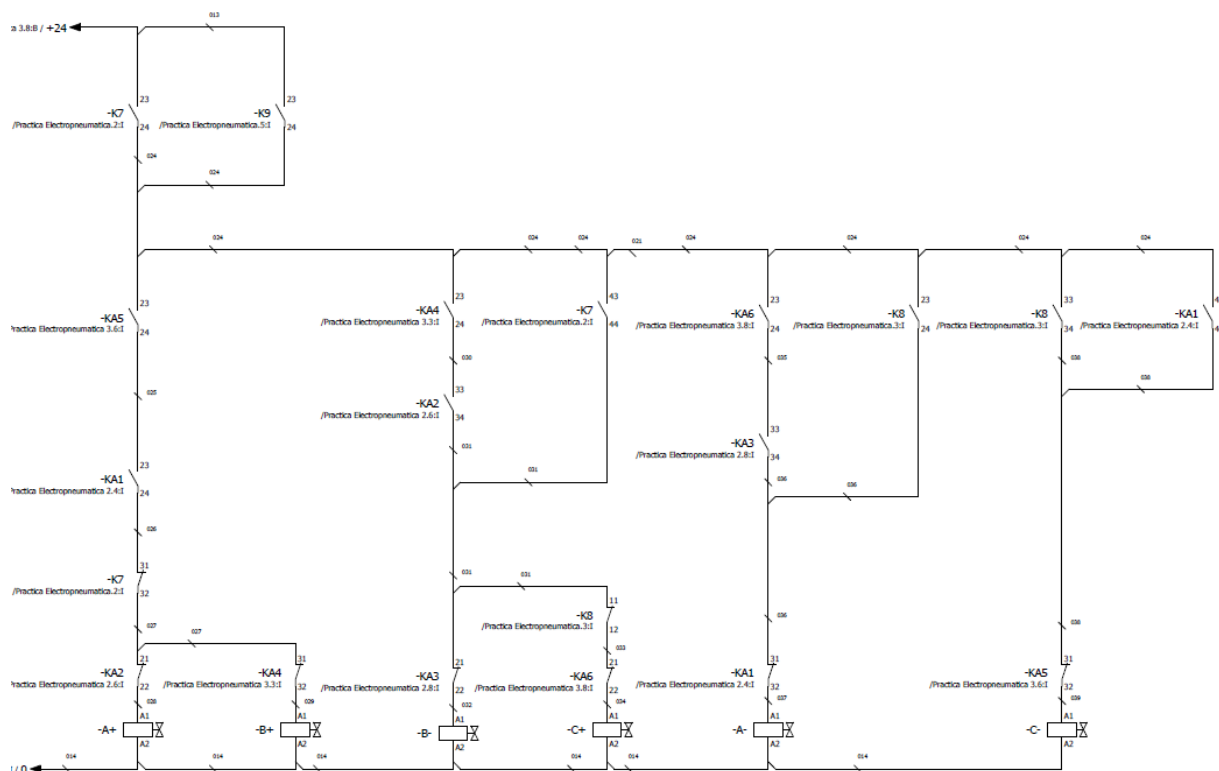 013
3.8:B / +24
23
-K7
/Practica Electropneumatica.2:I
24
23
-K9
/Practica Electropneumatica.5:I
24
024
024
024
024
024
031
024
024
024
024
23
-KA5
Practica Electropneumatica 3.6:I
24
23
-KA4
/Practica Electropneumatica 3.3:I
24
43
-K7
/Practica Electropneumatica.2:I
44
23
-KA6
/Practica Electropneumatica 3.8:I
24
23
-K8
/Practica Electropneumatica.3:I
24
33
-K8
/Practica Electropneumatica.3:I
34
4
-KA1
/Practica Electropneumatica 2.4:I
4
030
035
038
038
025
33
-KA2
/Practica Electropneumatica 2.6:I
34
031
33
-KA3
/Practica Electropneumatica 2.8:I
34
23
-KA1
Practica Electropneumatica 2.4:I
24
031
036
036
026
31
-K7
/Practica Electropneumatica.2:I
32
031
031
11
-K8
/Practica Electropneumatica.3:I
12
027
027
036
038
033
21
-KA2
Practica Electropneumatica 2.6:I
22
31
-KA4
/Practica Electropneumatica 3.3:I
32
21
-KA3
/Practica Electropneumatica 2.8:I
22
21
-KA6
/Practica Electropneumatica 3.8:I
22
31
-KA1
/Practica Electropneumatica 2.4:I
32
31
-KA5
/Practica Electropneumatica 3.6:I
32
028
029
032
034
037
039
A1
-A+
A2
A1
-B+
A2
A1
-B-
A2
A1
-C+
A2
A1
-A-
A2
A1
-C-
A2
014
014
014
014
014
014
/ 0